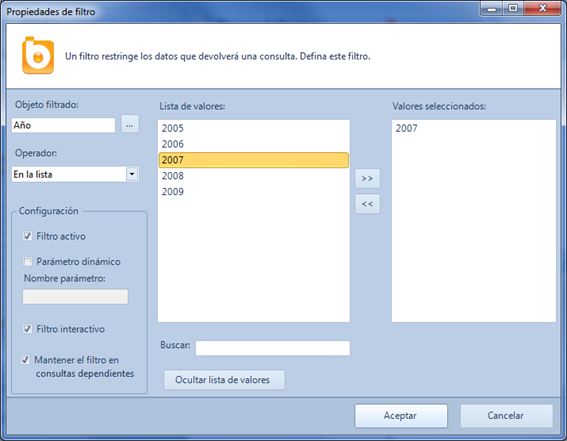 Propiedades de filtro
Un filtro restringe los datos que devolverá una consulta. Defina este filtro.
Objeto filtrado:
Año
...
Operador:
En la lista
Configuración
Filtro activo
Parámetro dinámico
Nombre parámetro:
Filtro interactivo
Mantener el filtro en
consultas dependientes
Lista de valores:
2005
2006
2007
2008
2009
>>
<<
Valores seleccionados:
2007
Buscar:
Ocultar lista de valores
Aceptar
Cancelar